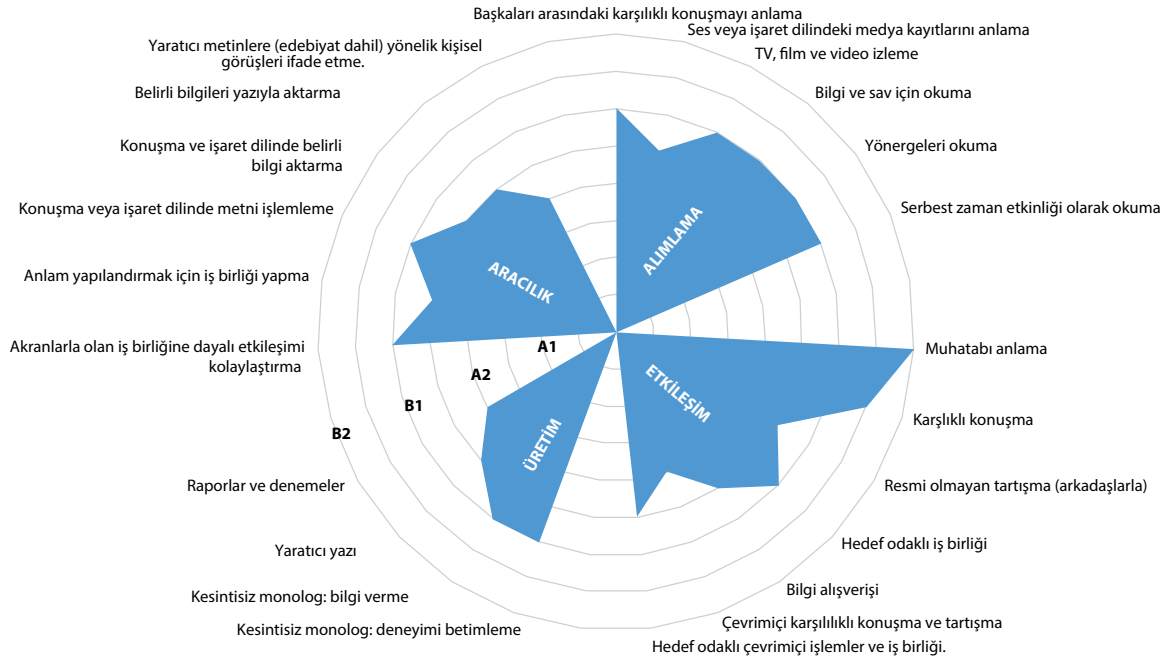 Başkaları arasındaki karşılıklı konuşmayı anlama
Ses veya işaret dilindeki medya kayıtlarını anlama
TV, film ve video izleme
Bilgi ve sav için okuma
Yönergeleri okuma
Serbest zaman etkinliği olarak okuma
Muhatabı anlama
Karşlıklı konuşma
Resmi olmayan tartışma (arkadaşlarla)
Hedef odaklı iş birliği
Bilgi alışverişi
Çevrimiçi karşılılıklı konuşma ve tartışma
Hedef odaklı çevrimiçi işlemler ve iş birliği.
Kesintisiz monolog: deneyimi betimleme
Kesintisiz monolog: bilgi verme
Yaratıcı yazı
Raporlar ve denemeler
Akranlarla olan iş birliğine dayalı etkileşimi
kolaylaştırma
Anlam yapılandırmak için iş birliği yapma
Konuşma veya işaret dilinde metni işlemleme
Konuşma ve işaret dilinde belirli
bilgi aktarma
Belirli bilgileri yazıyla aktarma
Yaratıcı metinlere (edebiyat dahil) yönelik kişisel
görüşleri ifade etme.
ALIMLAMA
ETKİLEŞİM
ÜRETİM
ARACILIK
A1
A2
B1
B2